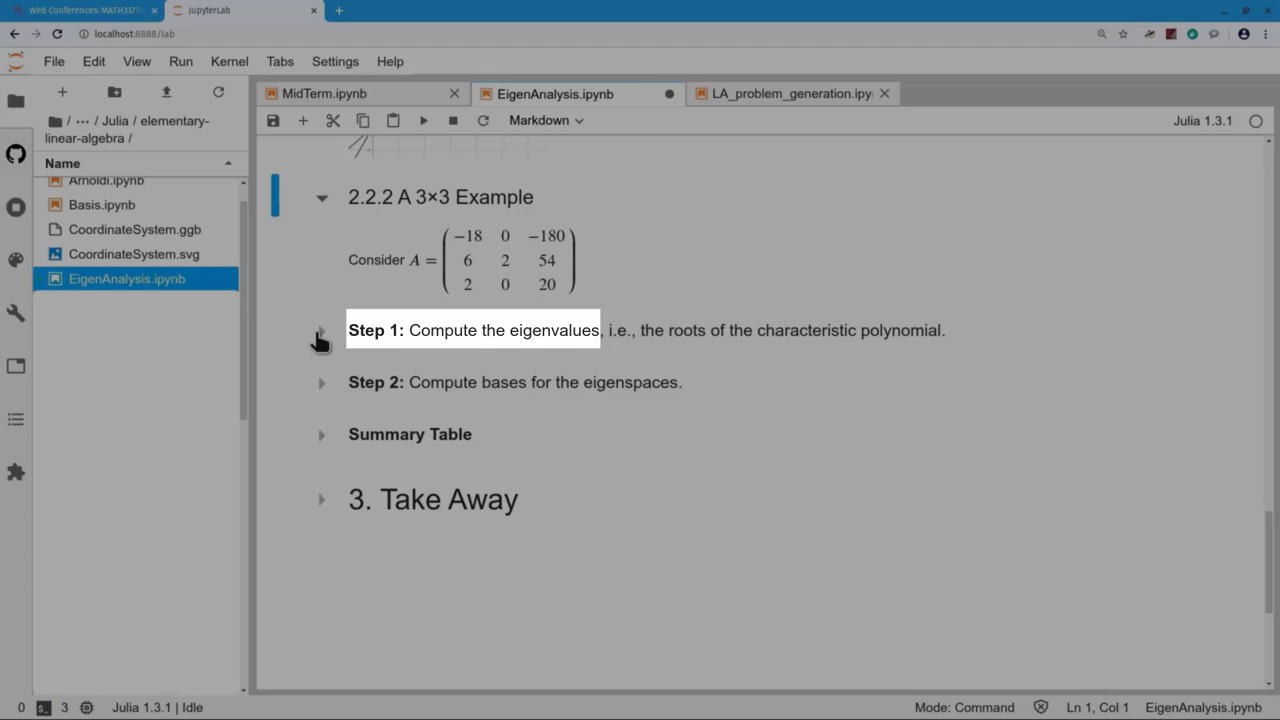 Web Conferences: MATH3371
JupyterLab
localhost:8888/lab
File Edit View Run Kernel Tabs Settings Help
MidTerm.ipynb
EigenAnalysis.ipynb
LA_problem_generation.ipy
/ ··· / Julia / elementary-
linear-algebra /
Markdown
Julia 1.3.1
Name
Arnoldi.ipynb
Basis.ipynb
CoordinateSystem.ggb
CoordinateSystem.svg
EigenAnalysis.ipynb
2.2.2 A 3×3 Example
−18 0 −180
Consider A =
6 2 54
2 0 20
Step 1: Compute the eigenvalues, i.e., the roots of the characteristic polynomial.
Step 2: Compute bases for the eigenspaces.
Summary Table
3. Take Away
0 3 Julia 1.3.1 | Idle
Mode: Command Ln 1, Col 1 EigenAnalysis.ipynb